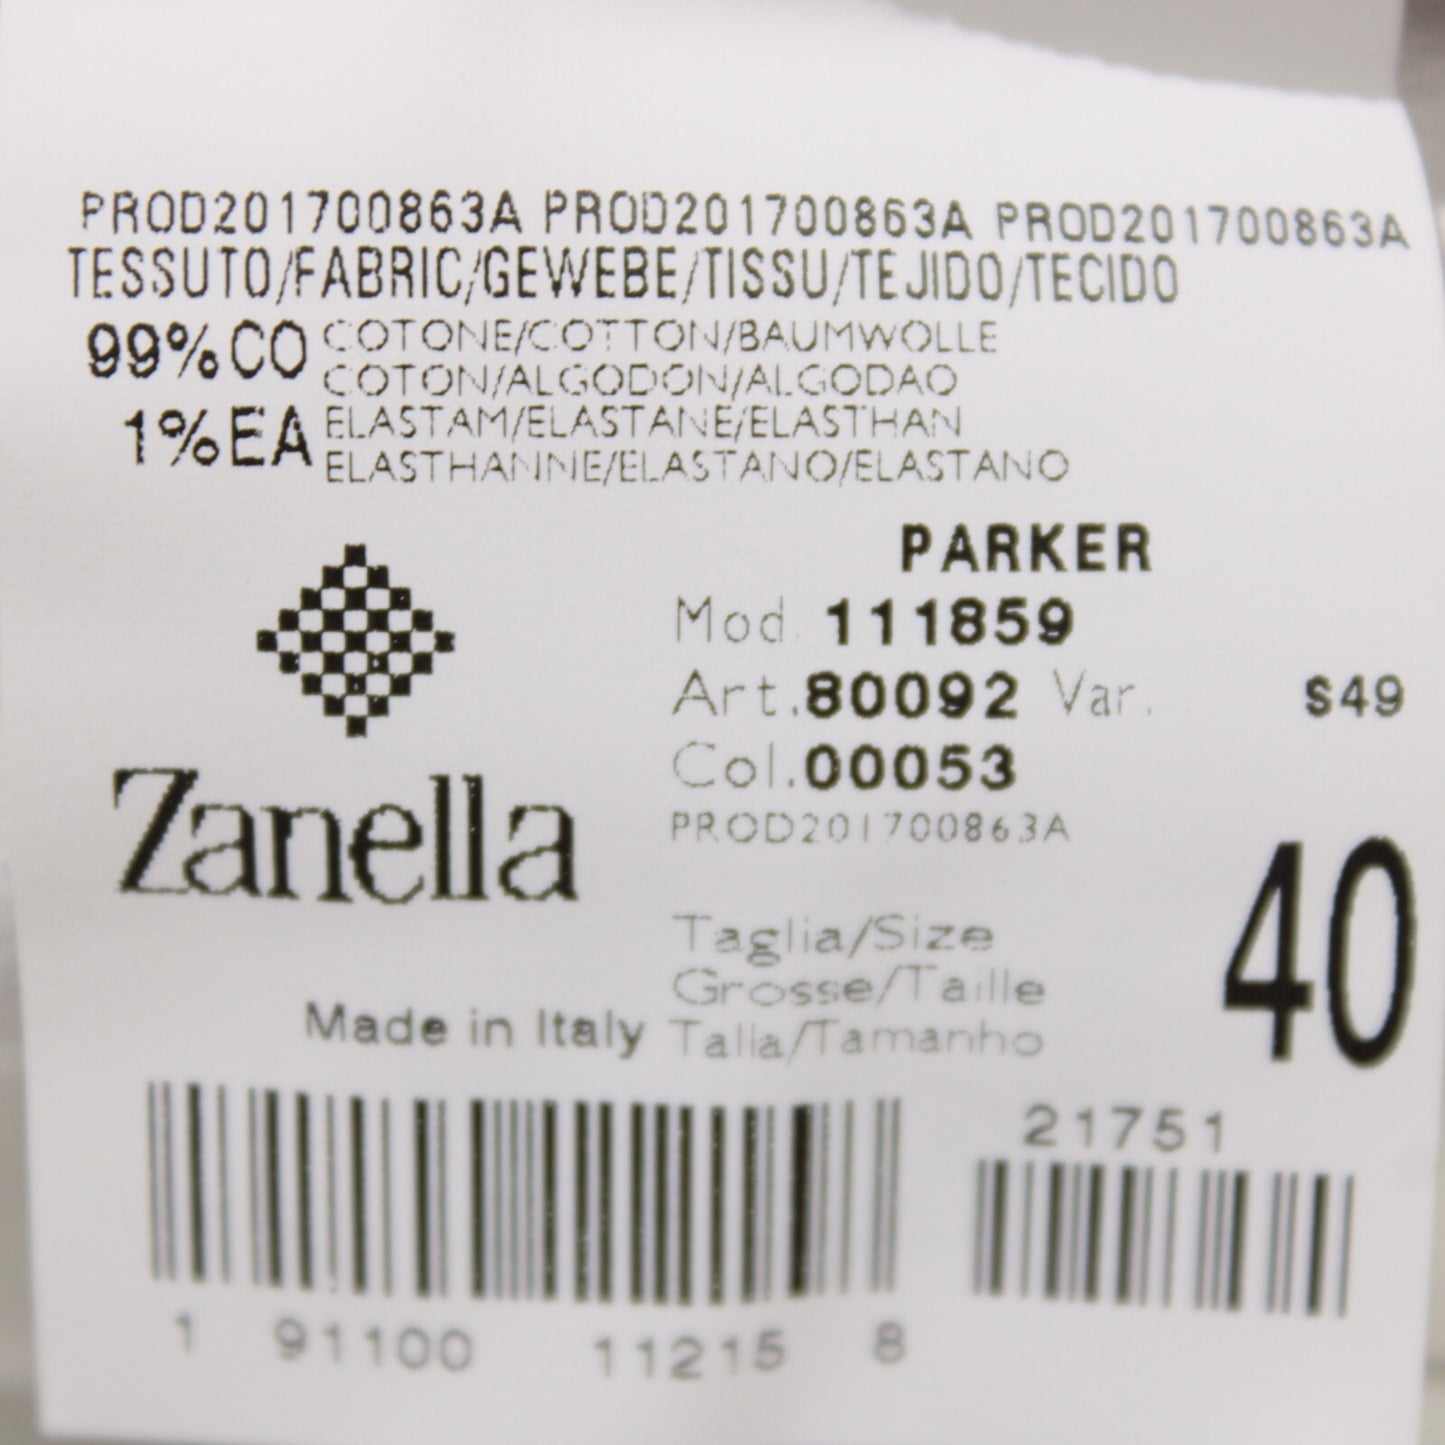 PROD201700863A PROD201700863A PROD201700863A
TESSUTO/FABRIC/GEWEBE/TISSU/TEJIDO/TECIDO
99%CO COTONE/COTTON/BAUMWOLLE
COTON/ALGODON/ALGODAO
1%EA ELASTAM/ELASTANE/ELASTHAN
ELASTHANNE/ELASTANO/ELASTANO
PARKER
Mod. 111859
Art.80092 Var. S49
Col.00053
PROD201700863A
Zanella
40
Taglia/Size
Grosse/Taille
Talla/Tamanho
Made in Italy
21751
1 91100 11215 8